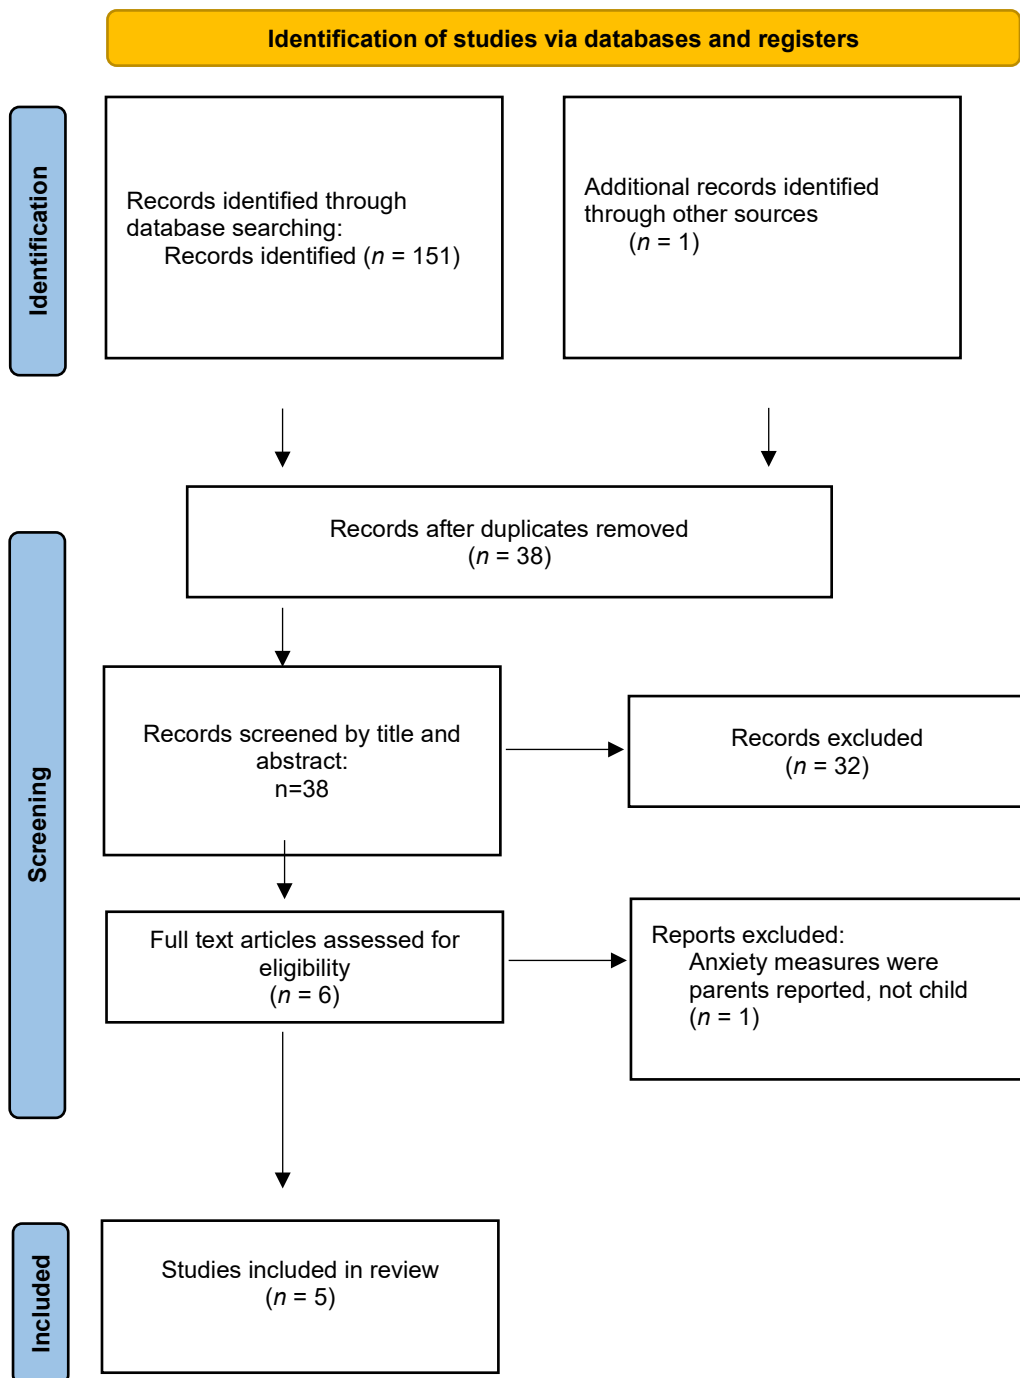 Identification of studies via databases and registers
Identification
Records identified through
database searching:
Records identified (n = 151)
Additional records identified
through other sources
(n = 1)
Screening
Records after duplicates removed
(n = 38)
Records screened by title and
abstract:
n=38
Records excluded
(n = 32)
Full text articles assessed for
eligibility
(n = 6)
Reports excluded:
Anxiety measures were
parents reported, not child
(n = 1)
Included
Studies included in review
(n = 5)